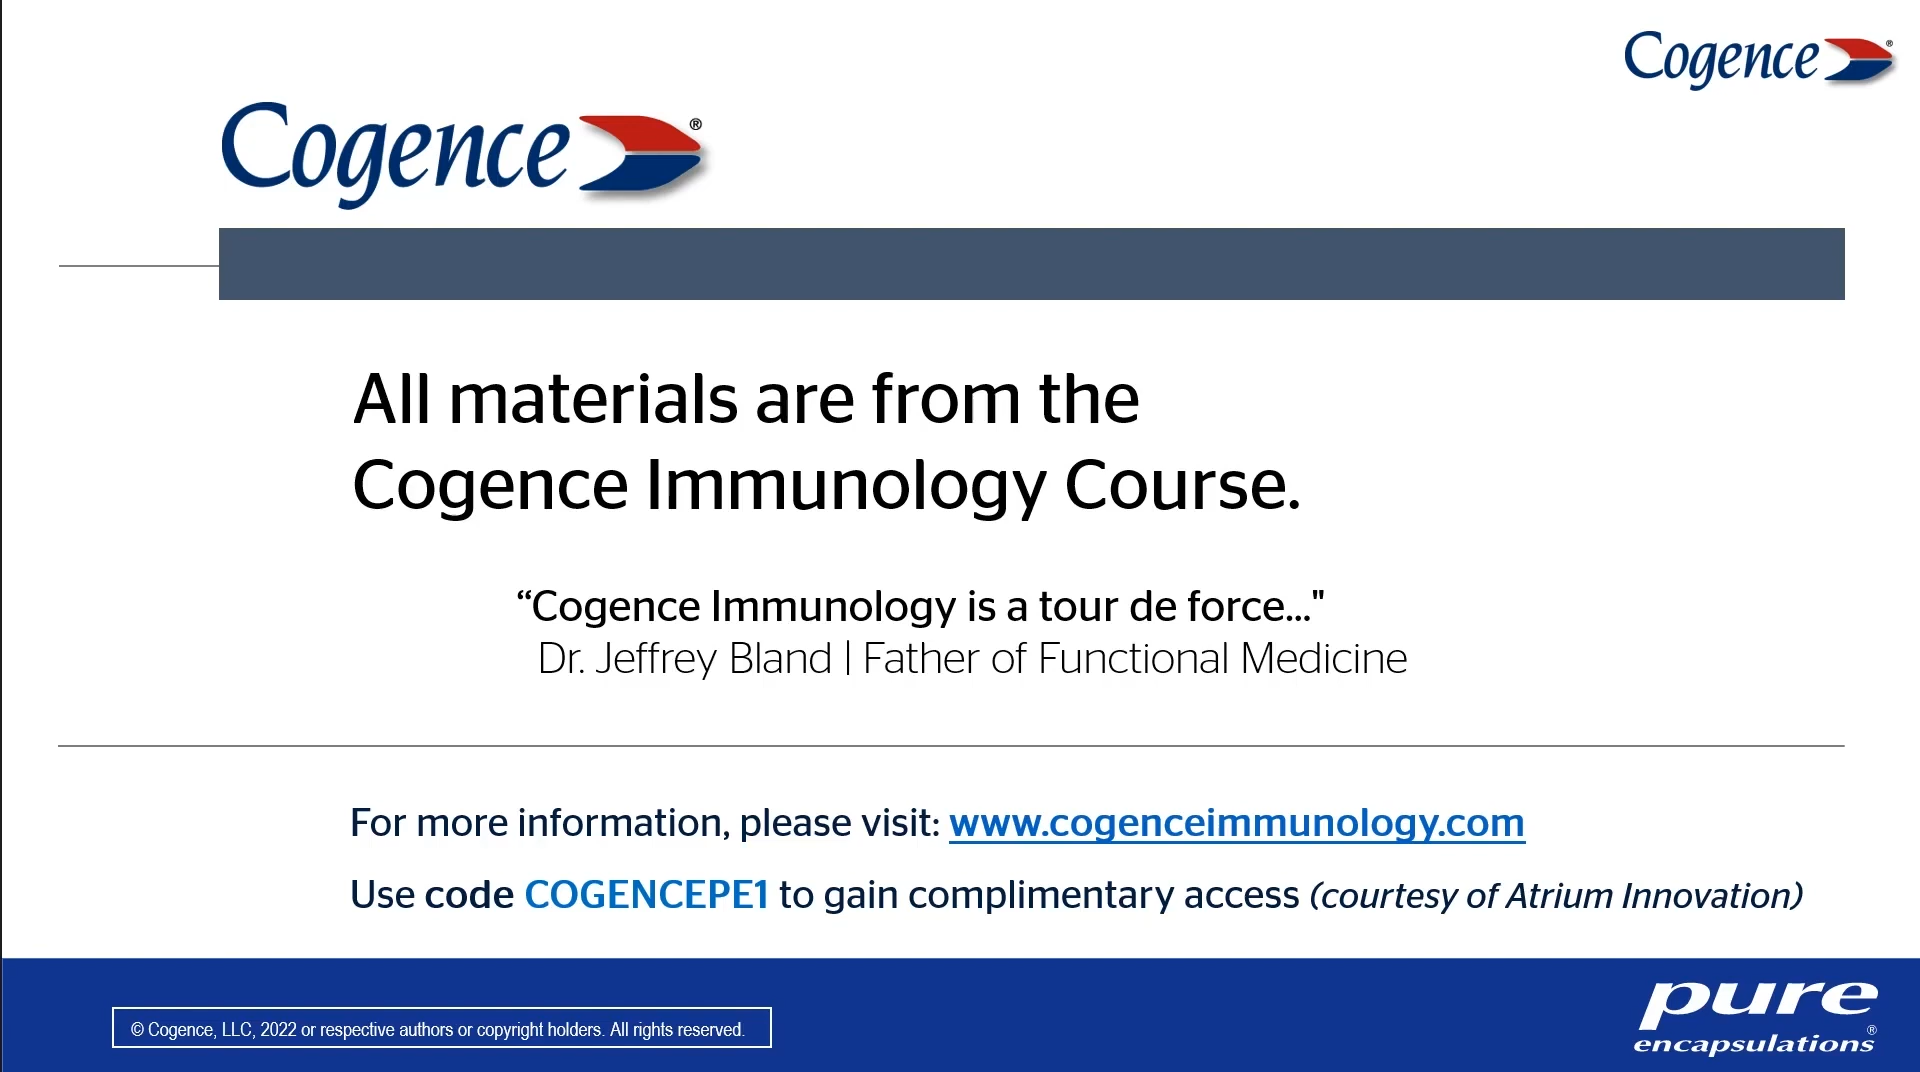 Cogence®
Cogence®
All materials are from the
Cogence Immunology Course.
“Cogence Immunology is a tour de force..."
Dr. Jeffrey Bland | Father of Functional Medicine
For more information, please visit: www.cogenceimmunology.com
Use code COGENCEPE1 to gain complimentary access (courtesy of Atrium Innovation)
© Cogence, LLC, 2022 or respective authors or copyright holders. All rights reserved.
pure
encapsulations®